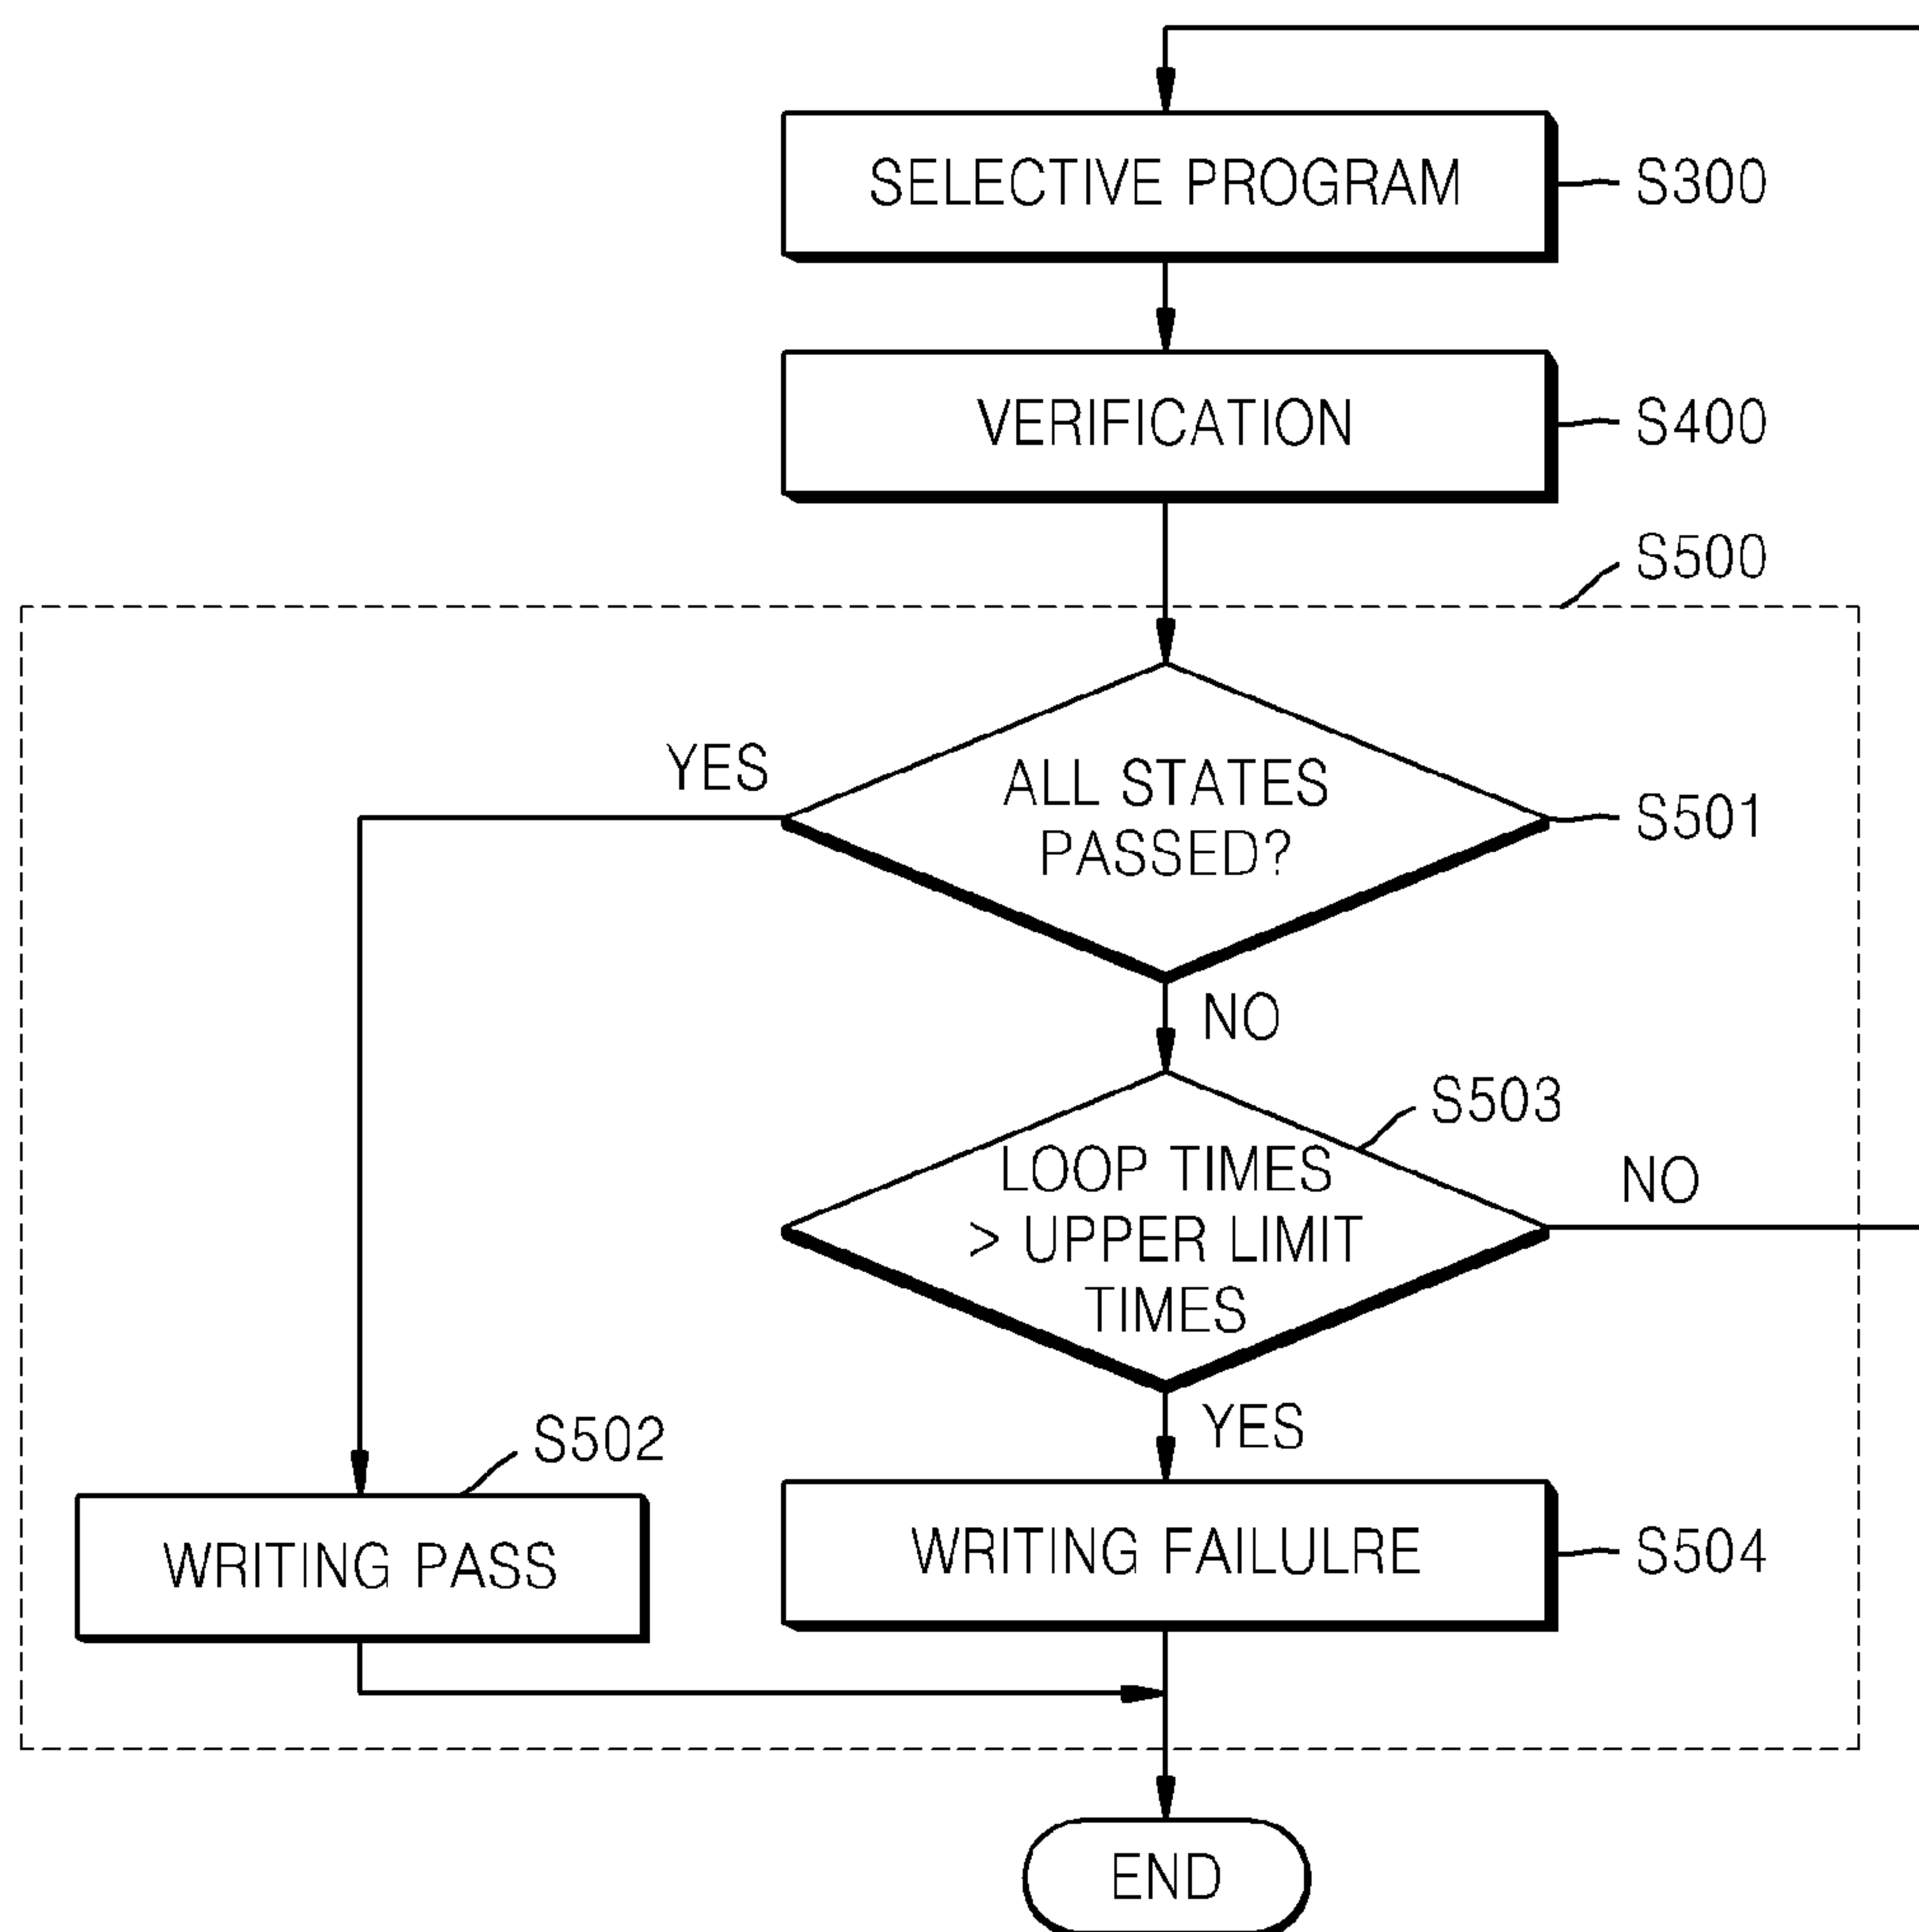 SELECTIVE PROGRAM
S300
VERIFICATION
S400
S500
YES
ALL STATES
PASSED?
S501
NO
S503
LOOP TIMES
> UPPER LIMIT
TIMES
NO
YES
S502
WRITING PASS
WRITING FAILULRE
S504
END